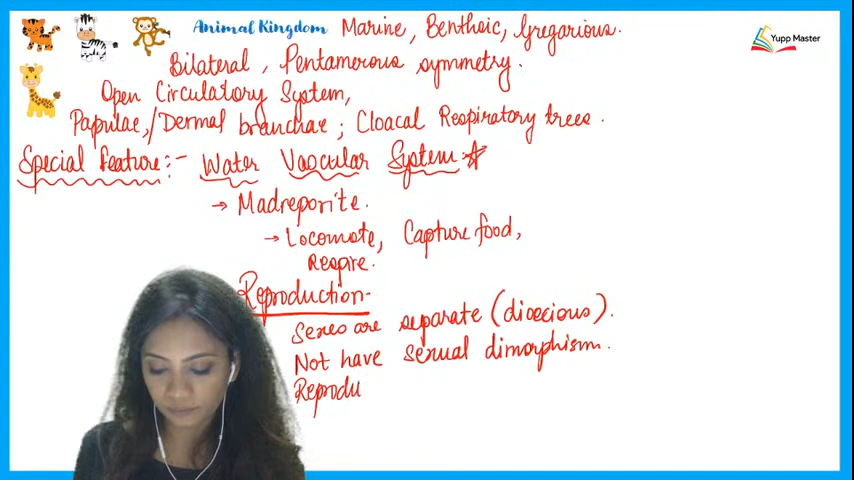 Animal Kingdom Marine, Benthoic, Gregarious.
Yupp Master
Bilateral, Pentamerous symmetry.
Open Circulatory System,
Papulae,/Dermal branchae; Cloacal Respiratory trees.
Special Feature:- Water Vascular System
→ Madreporite.
→ Locomote, Capture food,
Respire.
Reproduction-
Sexes are separate (dioecious).
Not have sexual dimorphism.
Reprodu